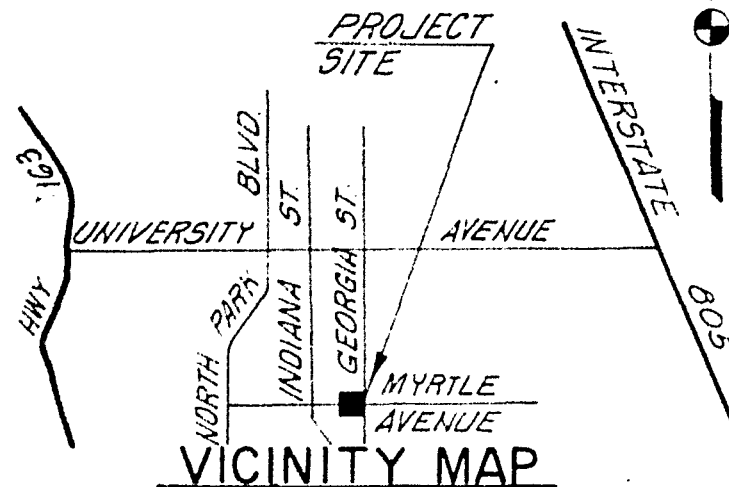 PROJECT
SITE
INTERSTATE
805
HWY 163
UNIVERSITY AVENUE
NORTH PARK BLVD.
INDIANA ST.
GEORGIA ST.
MYRTLE
AVENUE
VICINITY MAP